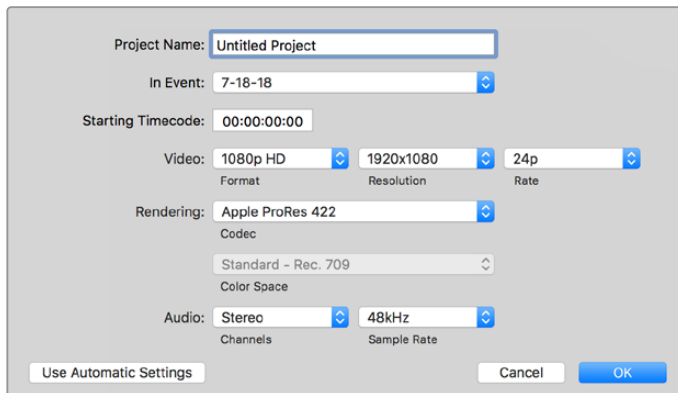 Project Name: Untitled Project
In Event: 7-18-18
Starting Timecode: 00:00:00:00
Video: 1080p HD 1920x1080 24p
Format Resolution Rate
Rendering: Apple ProRes 422
Codec
Standard - Rec. 709
Color Space
Audio: Stereo 48kHz
Channels Sample Rate
Use Automatic Settings Cancel OK